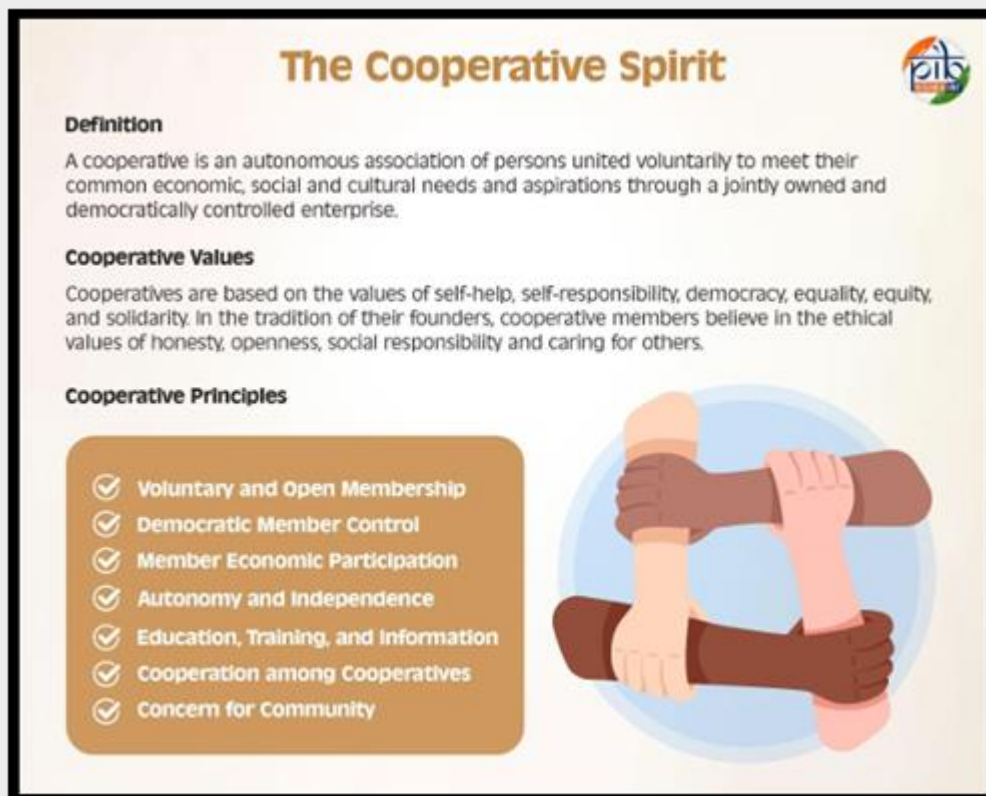 The Cooperative Spirit
pib
Definition
A cooperative is an autonomous association of persons united voluntarily to meet their
common economic, social and cultural needs and aspirations through a jointly owned and
democratically controlled enterprise.
Cooperative Values
Cooperatives are based on the values of self-help, self-responsibility, democracy, equality, equity,
and solidarity. In the tradition of their founders, cooperative members believe in the ethical
values of honesty, openness, social responsibility and caring for others.
Cooperative Principles
Voluntary and Open Membership
Democratic Member Control
Member Economic Participation
Autonomy and Independence
Education, Training, and Information
Cooperation among Cooperatives
Concern for Community